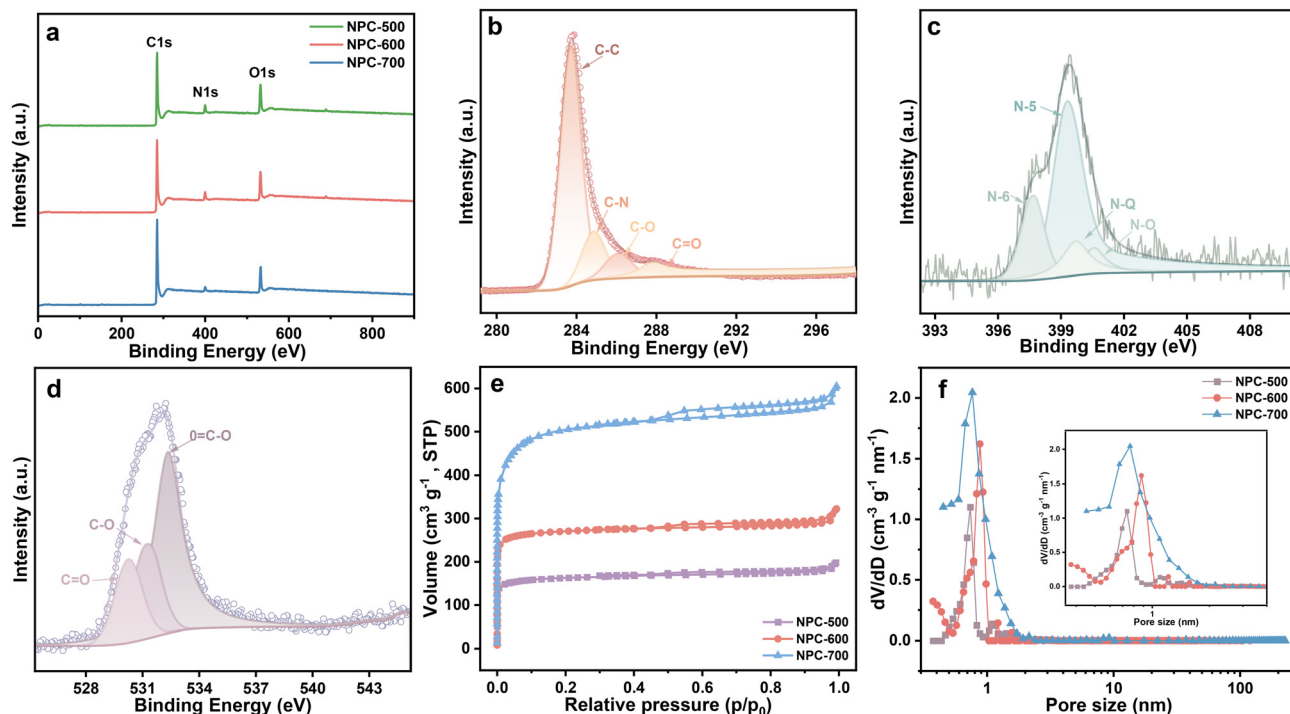 a
NPC-500
NPC-600
NPC-700
C1s
N1s
O1s
Intensity (a.u.)
0 200 400 600 800
Binding Energy (eV)
b
C-C
C-N
C-O
C=O
Intensity (a.u.)
280 284 288 292 296
Binding Energy (eV)
c
N-5
N-6
N-Q
N-O
Intensity (a.u.)
393 396 399 402 405 408
Binding Energy (eV)
d
0=C-O
C-O
C=O
Intensity (a.u.)
528 531 534 537 540 543
Binding Energy (eV)
e
600
500
400
300
200
100
0
Volume (cm³ g⁻¹ , STP)
NPC-500
NPC-600
NPC-700
0.0 0.2 0.4 0.6 0.8 1.0
Relative pressure (p/p₀)
f
NPC-500
NPC-600
NPC-700
2.0
1.5
1.0
0.5
0.0
dV/dD (cm⁻³ g⁻¹ nm⁻¹)
2.0
1.5
1.0
0.5
0.0
dV/dD (cm⁻³ g⁻¹ nm⁻¹)
1
Pore size (nm)
1 10 100
Pore size (nm)